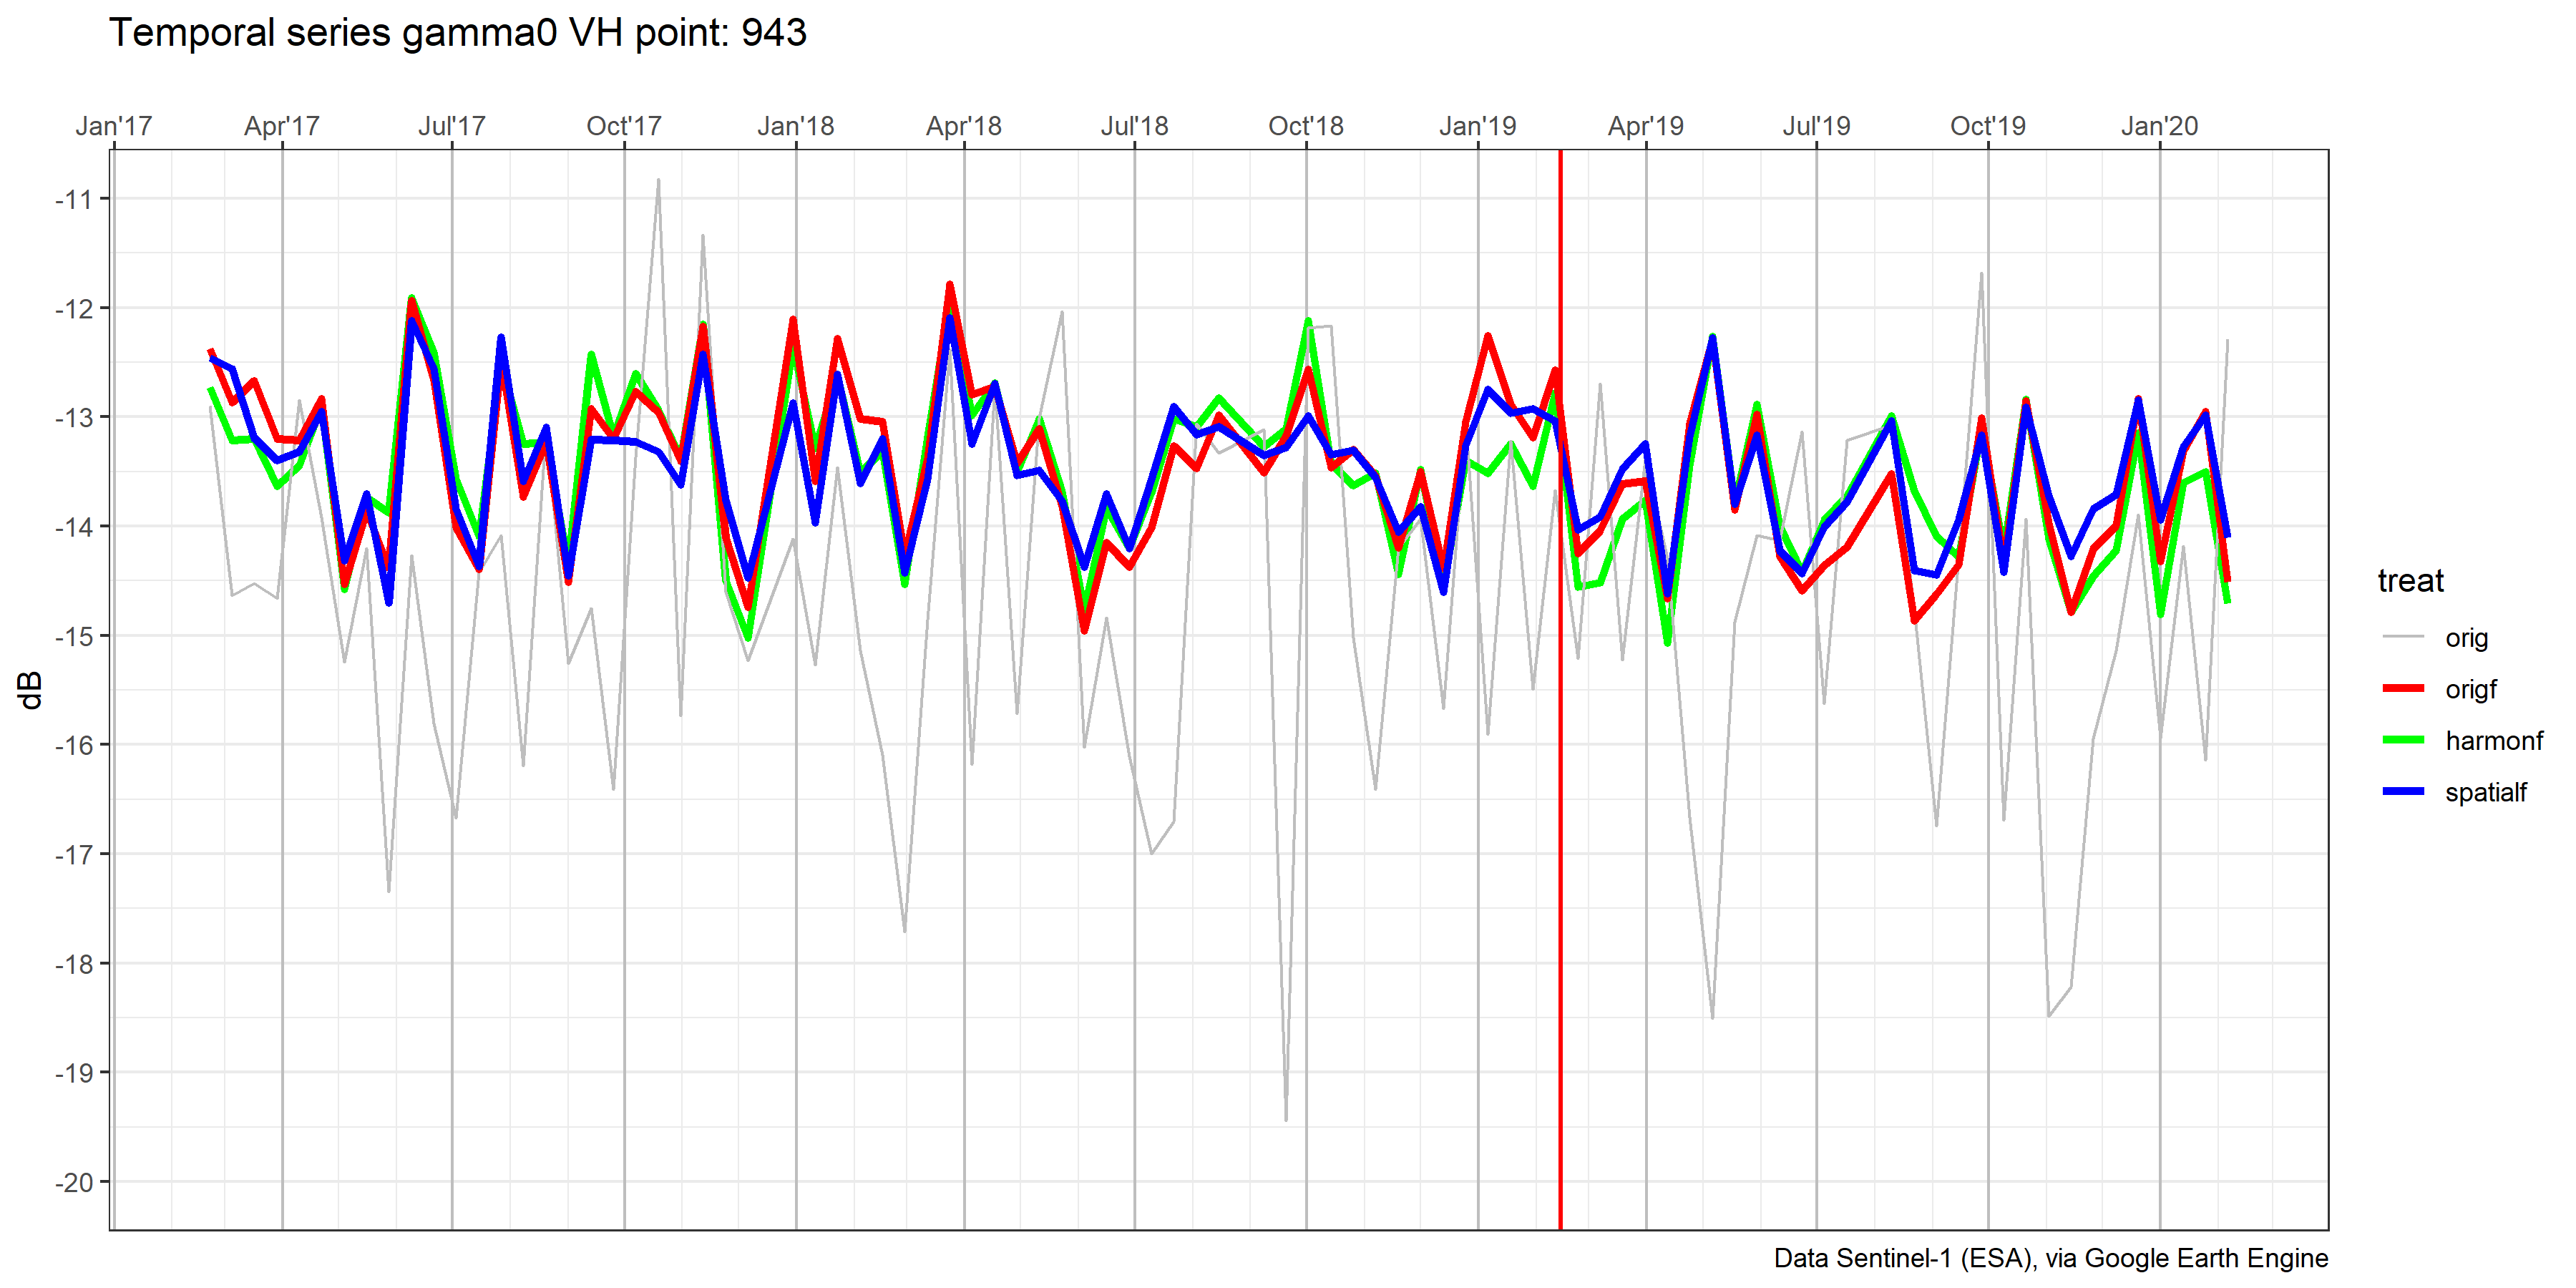 Temporal series gamma0 VH point: 943
Jan'17 Apr'17 Jul'17 Oct'17 Jan'18 Apr'18 Jul'18 Oct'18 Jan'19 Apr'19 Jul'19 Oct'19 Jan'20
-11
-12
-13
-14
-15
-16
-17
-18
-19
-20
dB
treat
orig
origf
harmonf
spatialf
Data Sentinel-1 (ESA), via Google Earth Engine